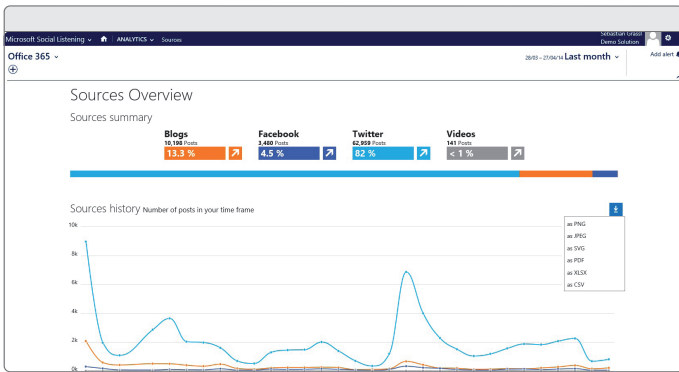 Microsoft Social Listening ANALYTICS Sources
Sebastian Grassl
Demo Solution
Office 365
28/03 – 27/04/14 Last month
Add alert
Sources Overview
Sources summary
Blogs
10,198 Posts
13.3 %
Facebook
3,480 Posts
4.5 %
Twitter
62,959 Posts
82 %
Videos
141 Posts
< 1 %
Sources history Number of posts in your time frame
as PNG
as JPEG
as SVG
as PDF
as XLSX
as CSV
10k
8k
6k
4k
2k
0k